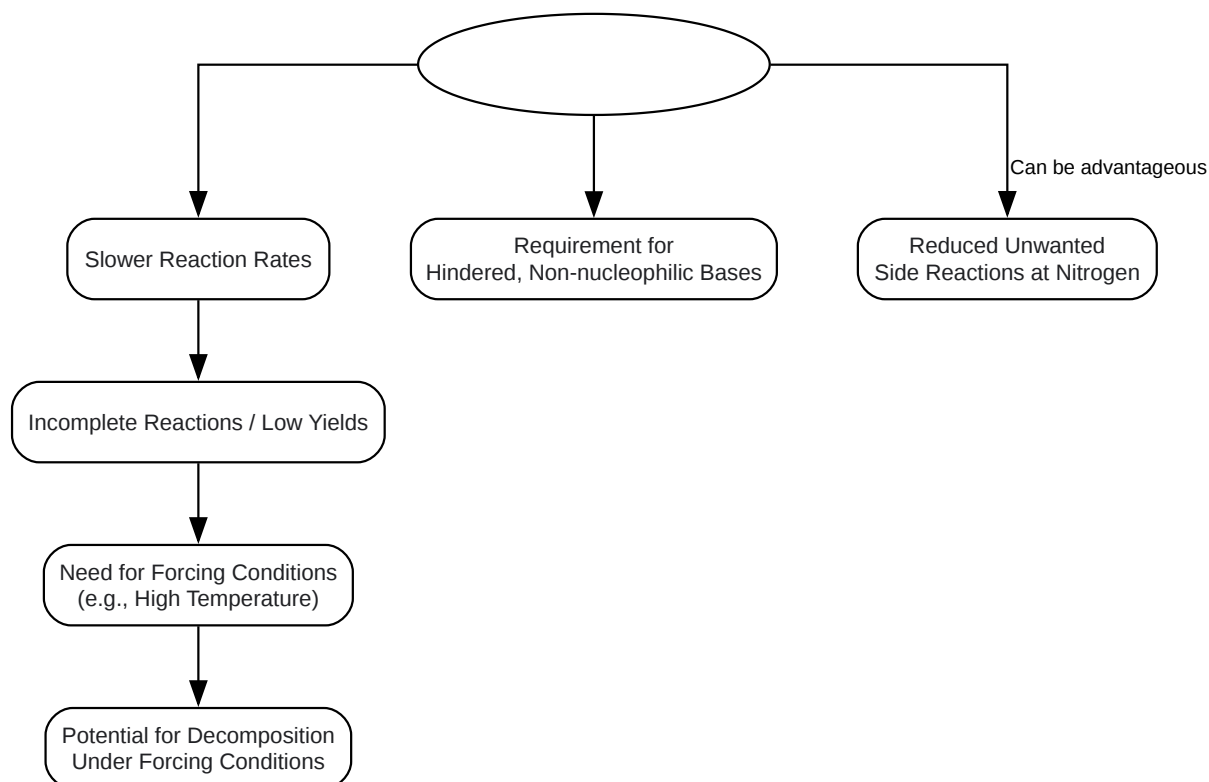 Can be advantageous
Slower Reaction Rates
Requirement for
Hindered, Non-nucleophilic Bases
Reduced Unwanted
Side Reactions at Nitrogen
Incomplete Reactions / Low Yields
Need for Forcing Conditions
(e.g., High Temperature)
Potential for Decomposition
Under Forcing Conditions